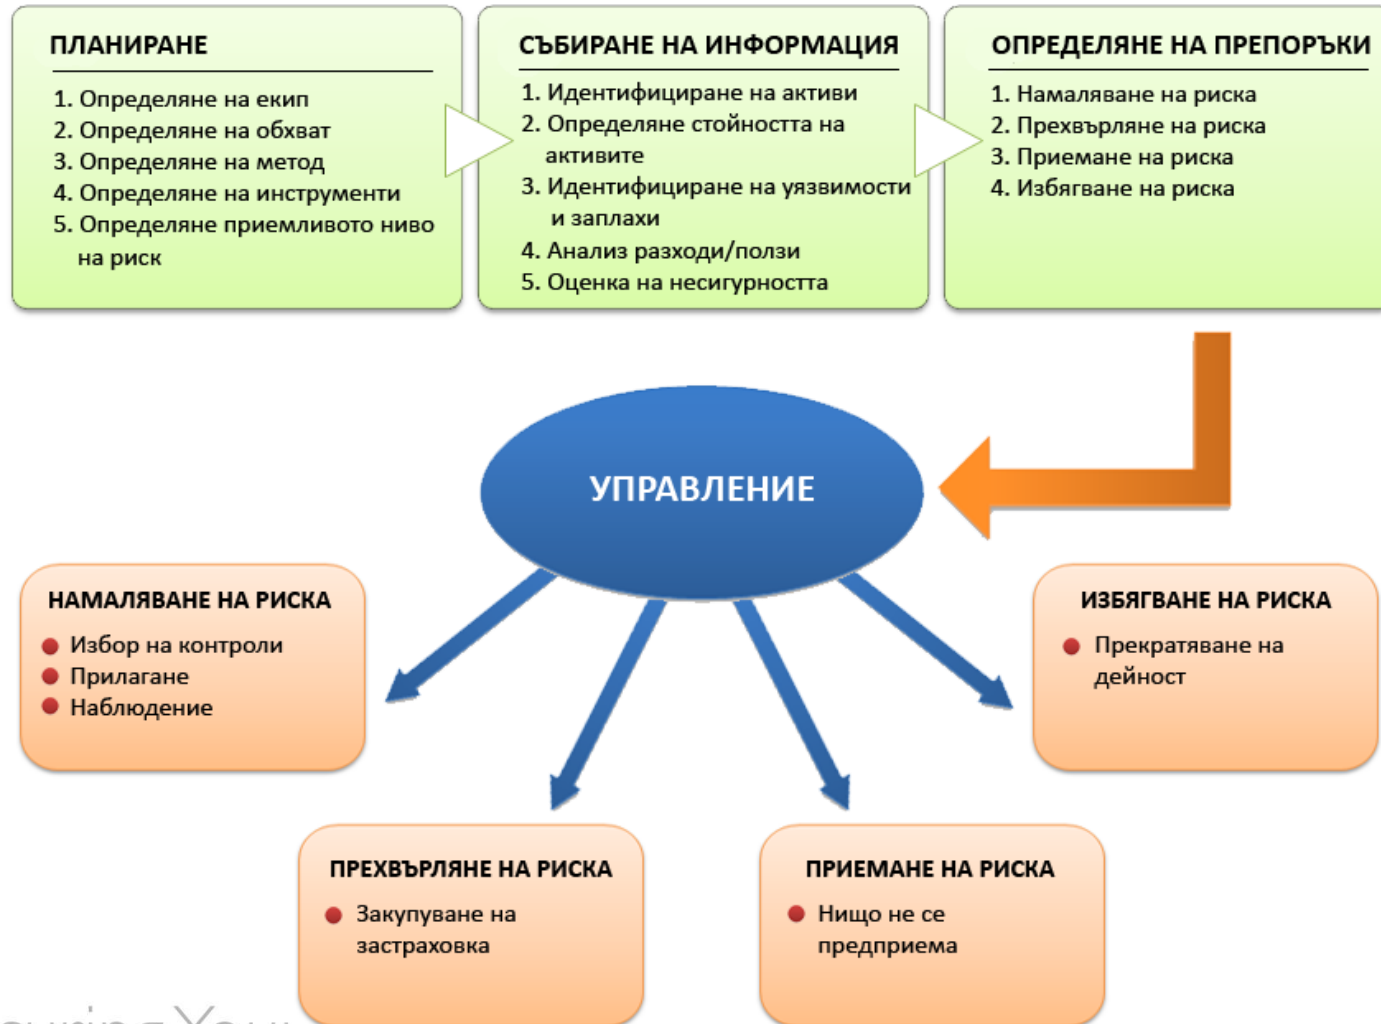 ПЛАНИРАНЕ
1. Определяне на екип
2. Определяне на обхват
3. Определяне на метод
4. Определяне на инструменти
5. Определяне приемливото ниво
на риск
СЪБИРАНЕ НА ИНФОРМАЦИЯ
1. Идентифициране на активи
2. Определяне стойността на
активите
3. Идентифициране на уязвимости
и заплахи
4. Анализ разходи/ползи
5. Оценка на несигурността
ОПРЕДЕЛЯНЕ НА ПРЕПОРЪКИ
1. Намаляване на риска
2. Прехвърляне на риска
3. Приемане на риска
4. Избягване на риска
УПРАВЛЕНИЕ
НАМАЛЯВАНЕ НА РИСКА
Избор на контроли
Прилагане
Наблюдение
ИЗБЯГВАНЕ НА РИСКА
Прекратяване на
дейност
ПРЕХВЪРЛЯНЕ НА РИСКА
Закупуване на
застраховка
ПРИЕМАНЕ НА РИСКА
Нищо не се
предприема